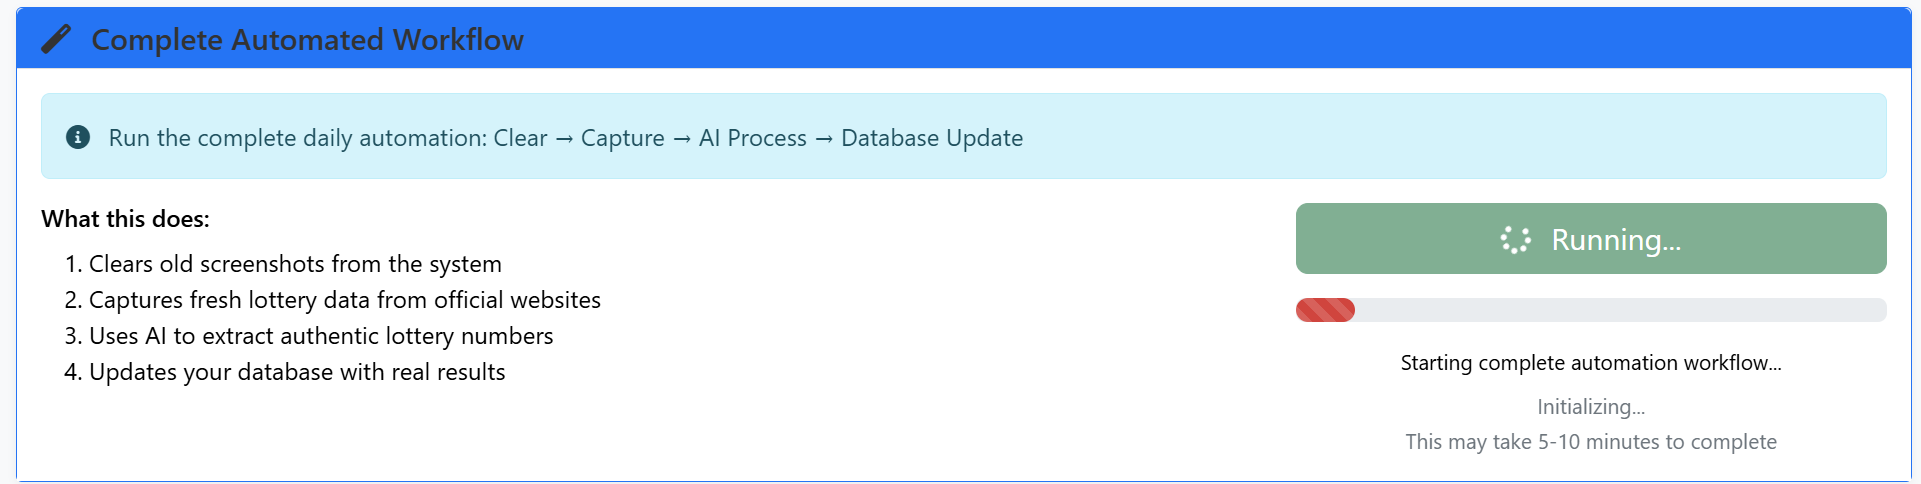 Complete Automated Workflow
Run the complete daily automation: Clear → Capture → AI Process → Database Update
What this does:
1. Clears old screenshots from the system
2. Captures fresh lottery data from official websites
3. Uses AI to extract authentic lottery numbers
4. Updates your database with real results
Running...
Starting complete automation workflow...
Initializing...
This may take 5-10 minutes to complete